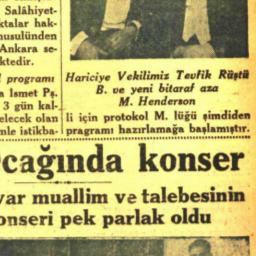 Salâhiyet-
ktalar hak-
husulünden
Ankara se-
ktedir.
l programı
a İsmet Pş.
3 gün kal-
elecek olan
mle istikba-
Hariciye Vekilimiz Tevfik Rüştü
B. ve yeni bitaraf aza
M. Henderson
li için protokol M. lüğü şimdiden
pragramı hazırlamağa başlamıştır.
cağında konser
var muallim ve talebesinin
onseri pek parlak oldu